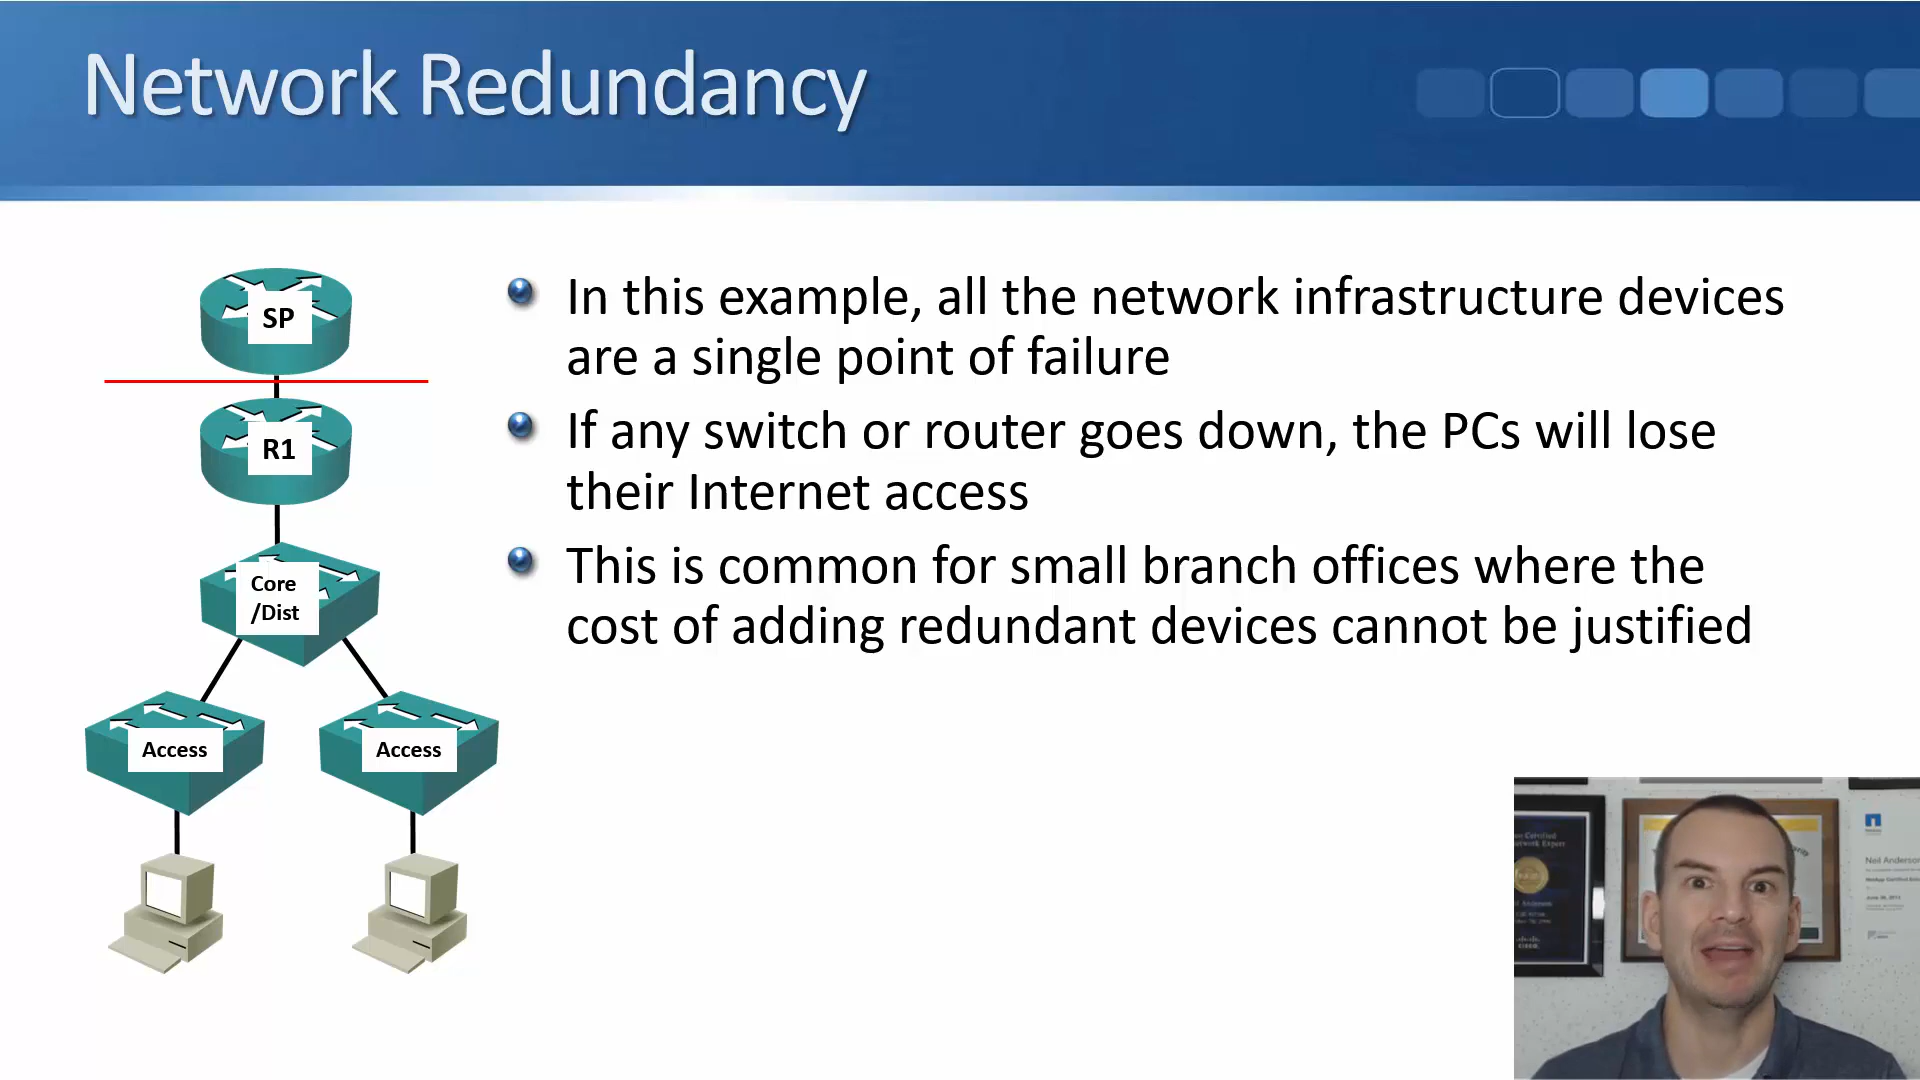 Network Redundancy
SP
R1
Core
/Dist
Access
Access
In this example, all the network infrastructure devices
are a single point of failure
If any switch or router goes down, the PCs will lose
their Internet access
This is common for small branch offices where the
cost of adding redundant devices cannot be justified
Neil Anderson